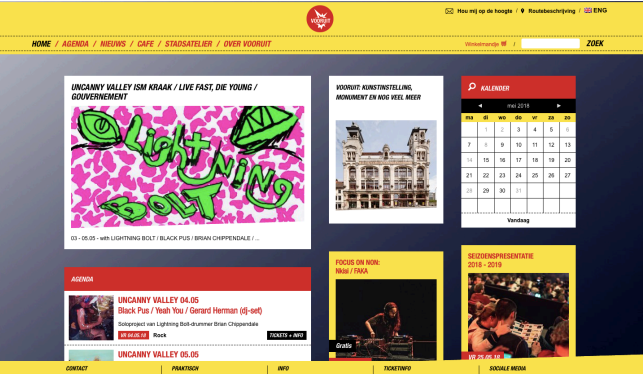 VOORUIT
Hou mij op de hoogte / Routebeschrijving / ENG
HOME / AGENDA / NIEUWS / CAFE / STADSATELIER / OVER VOORUIT
Winkelmandje /
ZOEK
UNCANNY VALLEY ISM KRAAK / LIVE FAST, DIE YOUNG /
GOUVERNEMENT
LightNing
BOLT
03 - 05.05 - with LIGHTNING BOLT / BLACK PUS / BRIAN CHIPPENDALE / ...
VOORUIT: KUNSTINSTELLING,
MONUMENT EN NOG VEEL MEER
KALENDER
mei 2018
ma di wo do vr za zo
1 2 3 4 5 6
7 8 9 10 11 12 13
14 15 16 17 18 19 20
21 22 23 24 25 26 27
28 29 30 31
Vandaag
AGENDA
UNCANNY VALLEY 04.05
Black Pus / Yeah You / Gerard Herman (dj-set)
Soloproject van Lightning Bolt-drummer Brian Chippendale
VR 04.05.18 Rock
TICKETS + INFO
UNCANNY VALLEY 05.05
FOCUS ON NON:
Nkisi / FAKA
Gratis
SEIZOENSPRESENTATIE
2018 - 2019
VR 25.05.18
CONTACT
PRAKTISCH
INFO
TICKETINFO
SOCIALE MEDIA